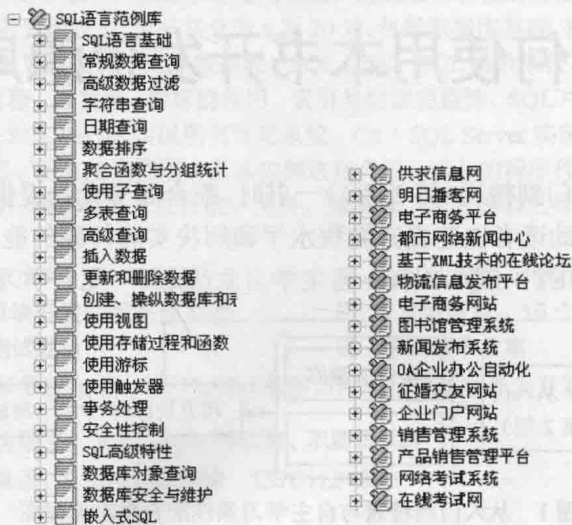 SQL语言范例库
SQL语言基础
常规数据查询
高级数据过滤
字符串查询
日期查询
数据排序
聚合函数与分组统计
使用子查询
多表查询
高级查询
插入数据
更新和删除数据
创建、操纵数据库和
使用视图
使用存储过程和函数
使用游标
使用触发器
事务处理
安全性控制
SQL高级特性
数据库对象查询
数据库安全与维护
嵌入式SQL
供求信息网
明日播客网
电子商务平台
都市网络新闻中心
基于XML技术的在线论坛
物流信息发布平台
电子商务网站
图书馆管理系统
新闻发布系统
OA企业办公自动化
征婚交友网站
企业门户网站
销售管理系统
产品销售管理平台
网络考试系统
在线考试网